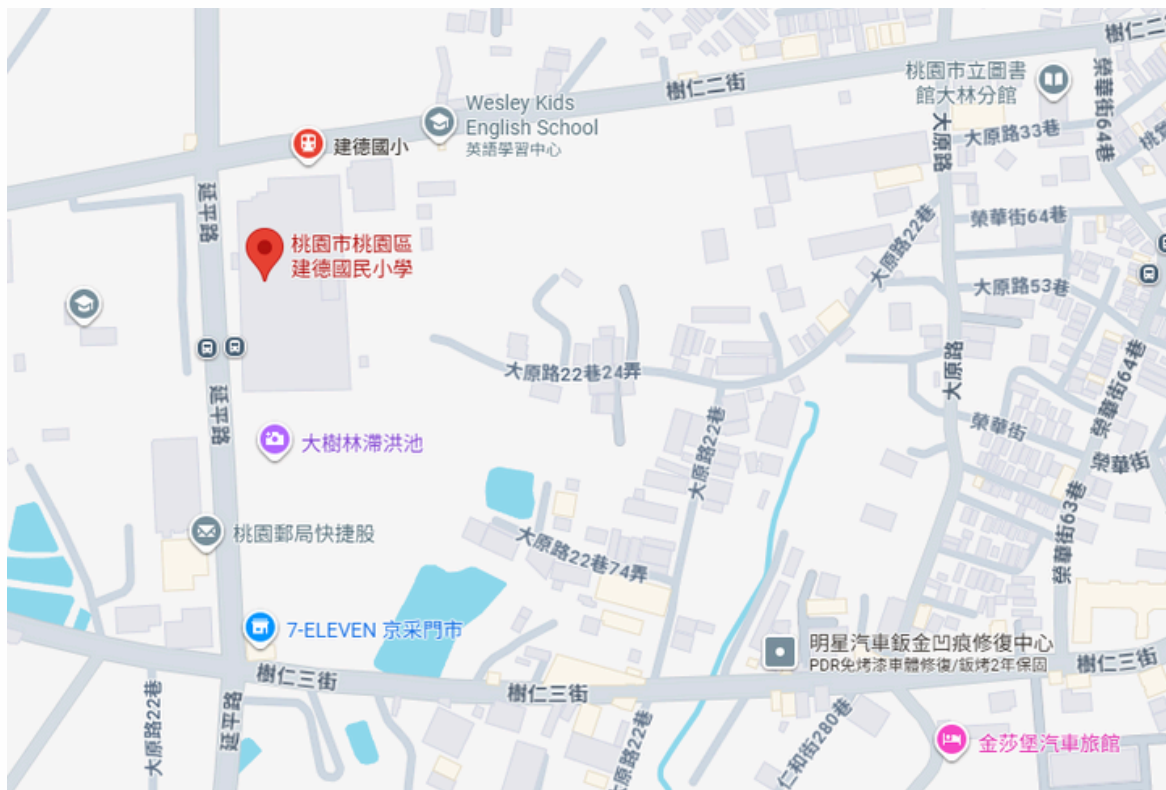 樹仁二
樹仁二街
桃園市立圖書
館大林分館
榮華街64巷
Wesley Kids
English School
英語學習中心
建德國小
大原路
大原路33巷
延平路
桃園市桃園區
建德國民小學
大原路22巷
榮華街64巷
大原路53巷
大原路22巷24弄
大原路
榮華街64巷
延平路
大樹林滯洪池
大原路22巷
榮華街
榮華街
桃園郵局快捷股
大原路22巷74弄
榮華街63巷
7-ELEVEN 京采門市
明星汽車鈑金凹痕修復中心
PDR免烤漆車體修復/鈑烤2年保固
樹仁三街
樹仁三街
樹仁三街
大原路22巷
延平路
大原路22巷
仁和街280巷
金莎堡汽車旅館